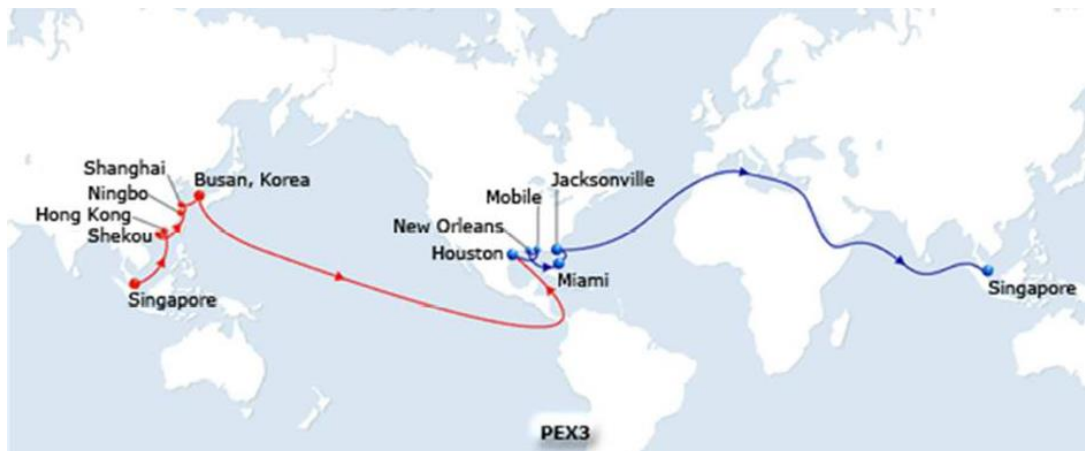 Shanghai
Ningbo
Hong Kong
Shekou
Busan, Korea
Singapore
Mobile
Jacksonville
New Orleans
Houston
Miami
Singapore
PEX3